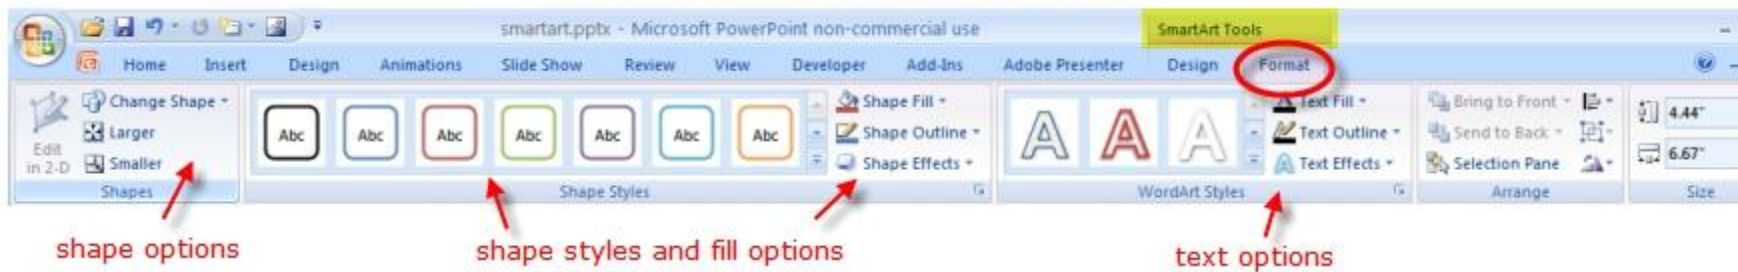 smartart.pptx - Microsoft PowerPoint non-commercial use
SmartArt Tools
Home Insert Design Animations Slide Show Review View Developer Add-Ins Adobe Presenter Design Format
Edit in 2-D
Change Shape
Larger
Smaller
Shapes
Abc Abc Abc Abc Abc Abc Abc
Shape Fill
Shape Outline
Shape Effects
Shape Styles
A A A
Text Fill
Text Outline
Text Effects
WordArt Styles
Bring to Front
Send to Back
Selection Pane
Arrange
4.44"
6.67"
Size
shape options
shape styles and fill options
text options